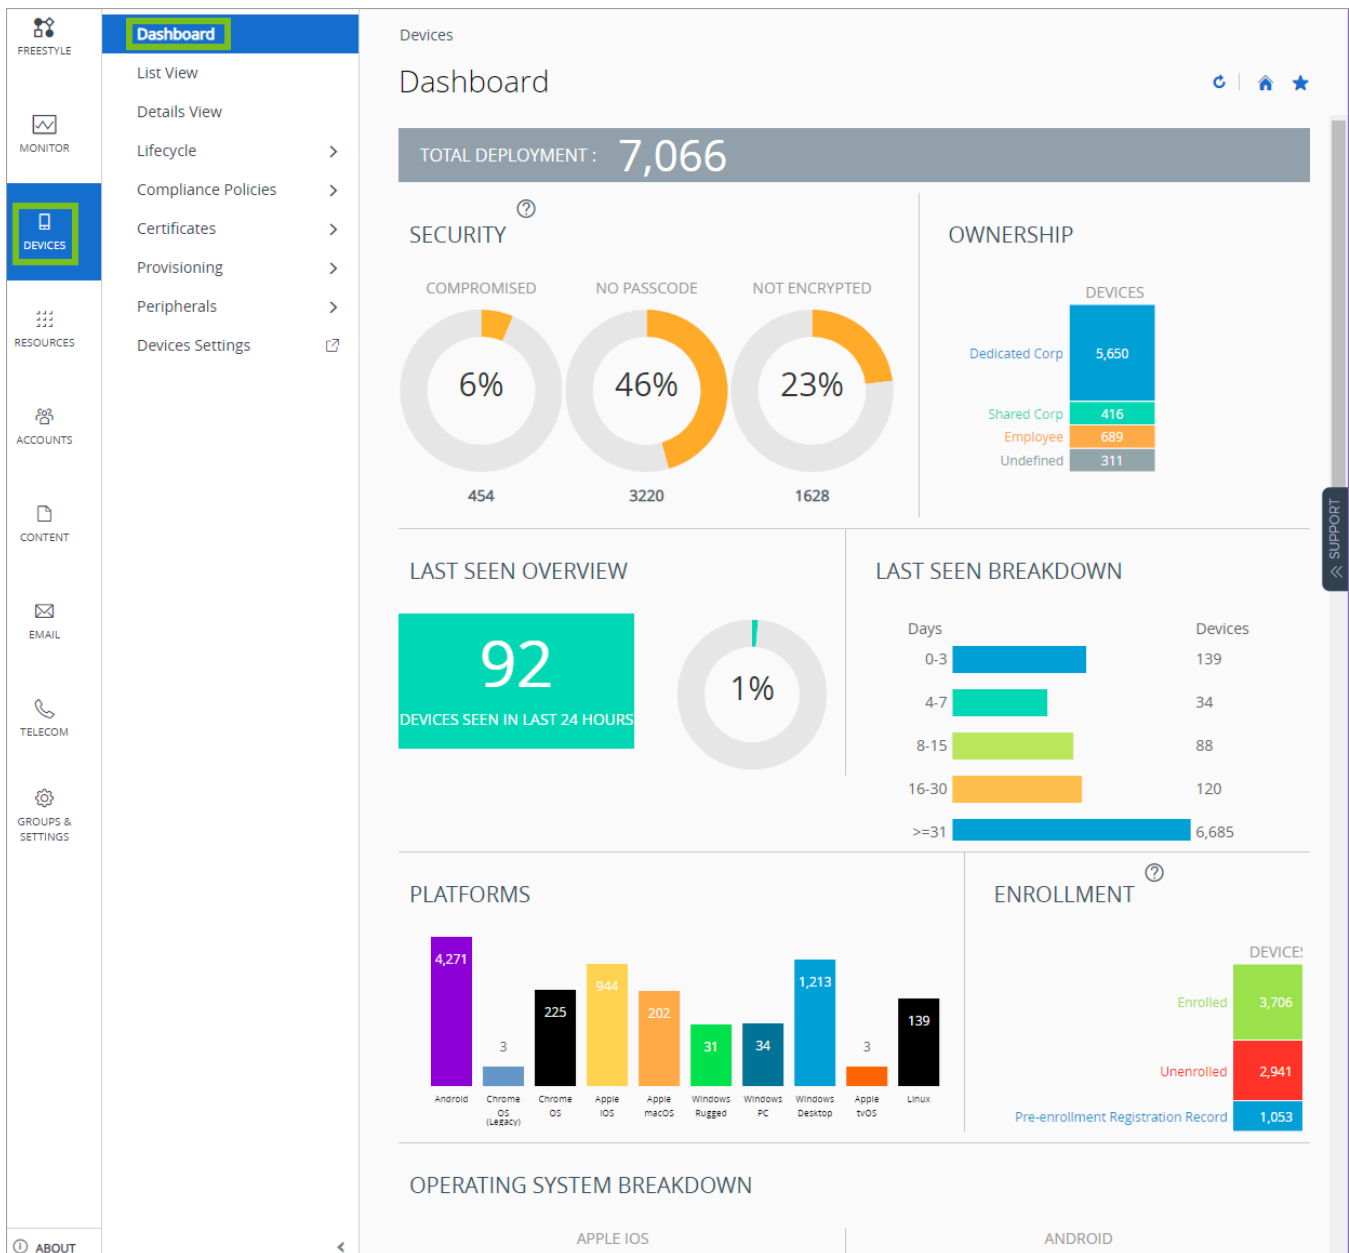 FREESTYLE
MONITOR
DEVICES
RESOURCES
ACCOUNTS
CONTENT
EMAIL
TELECOM
GROUPS &
SETTINGS
ABOUT
Dashboard
List View
Details View
Lifecycle
Compliance Policies
Certificates
Provisioning
Peripherals
Devices Settings
Devices
Dashboard
TOTAL DEPLOYMENT : 7,066
SECURITY
COMPROMISED NO PASSCODE NOT ENCRYPTED
6% 46% 23%
454 3220 1628
OWNERSHIP
DEVICES
Dedicated Corp 5,650
Shared Corp 416
Employee 689
Undefined 311
SUPPORT
LAST SEEN OVERVIEW
92
DEVICES SEEN IN LAST 24 HOURS
1%
LAST SEEN BREAKDOWN
Days Devices
0-3 139
4-7 34
8-15 88
16-30 120
>=31 6,685
PLATFORMS
4,271 3 225 944 202 31 34 1,213 3 139
Android
Chrome
OS
(Legacy)
Chrome
OS
Apple
iOS
Apple
macOS
Windows
Rugged
Windows
PC
Windows
Desktop
Apple
tvOS
Linux
ENROLLMENT
DEVICES
Enrolled 3,706
Unenrolled 2,941
Pre-enrollment Registration Record 1,053
OPERATING SYSTEM BREAKDOWN
APPLE IOS ANDROID